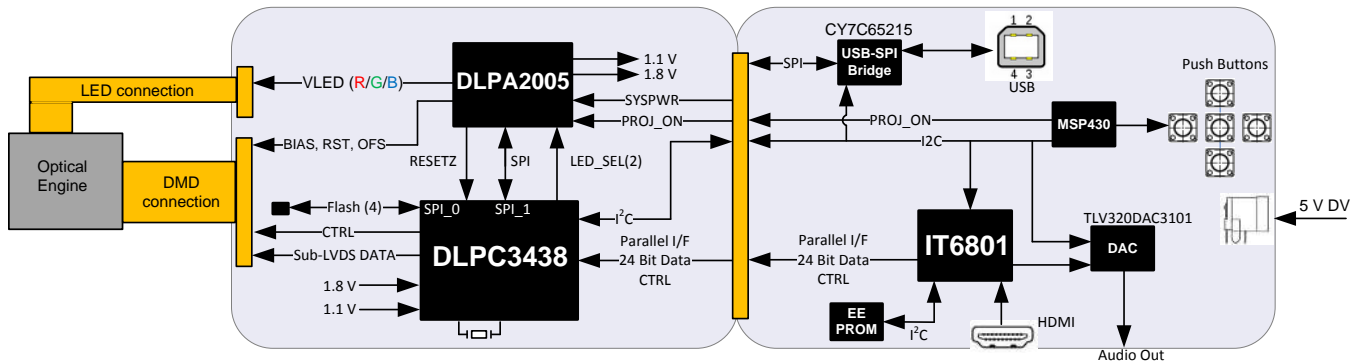 CY7C65215
USB-SPI
Bridge
1 2
4 3
USB
Push Buttons
1.1 V
1.8 V
DLPA2005
VLED (R/G/B)
LED connection
SPI
SYSPWR
PROJ_ON
PROJ_ON
MSP430
I2C
BIAS, RST, OFS
RESETZ
SPI
LED_SEL(2)
Optical
Engine
DMD
connection
Flash (4)
SPI_0
SPI_1
I2C
CTRL
Sub-LVDS DATA
DLPC3438
Parallel I/F
24 Bit Data
CTRL
1.8 V
1.1 V
Parallel I/F
24 Bit Data
CTRL
IT6801
TLV320DAC3101
DAC
5 V DV
EE
PROM
I2C
HDMI
Audio Out